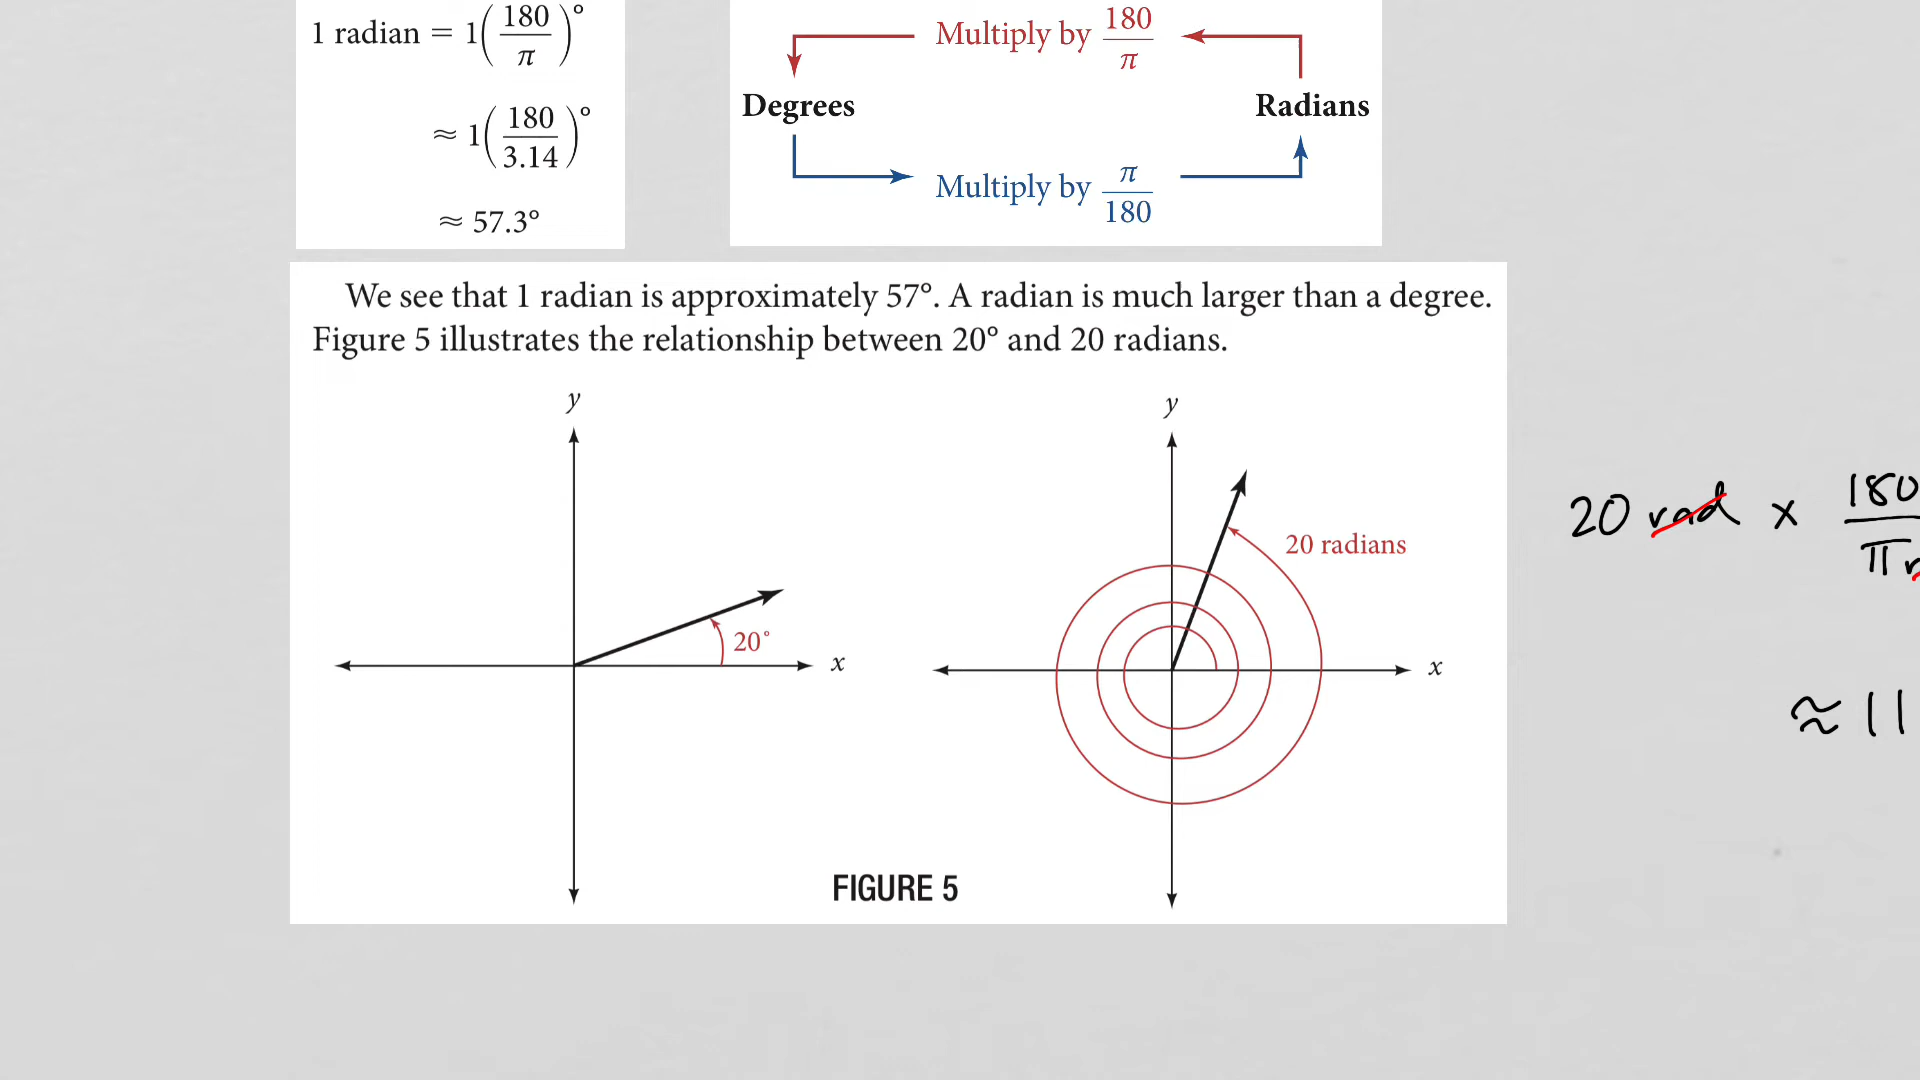 1 radian = 1(180/π)°
≈ 1(180/3.14)°
≈ 57.3°
Multiply by 180/π
Degrees
Radians
Multiply by π/180
We see that 1 radian is approximately 57°. A radian is much larger than a degree.
Figure 5 illustrates the relationship between 20° and 20 radians.
y
20°
x
y
20 radians
x
FIGURE 5
20 rad × 180/π
≈ 11